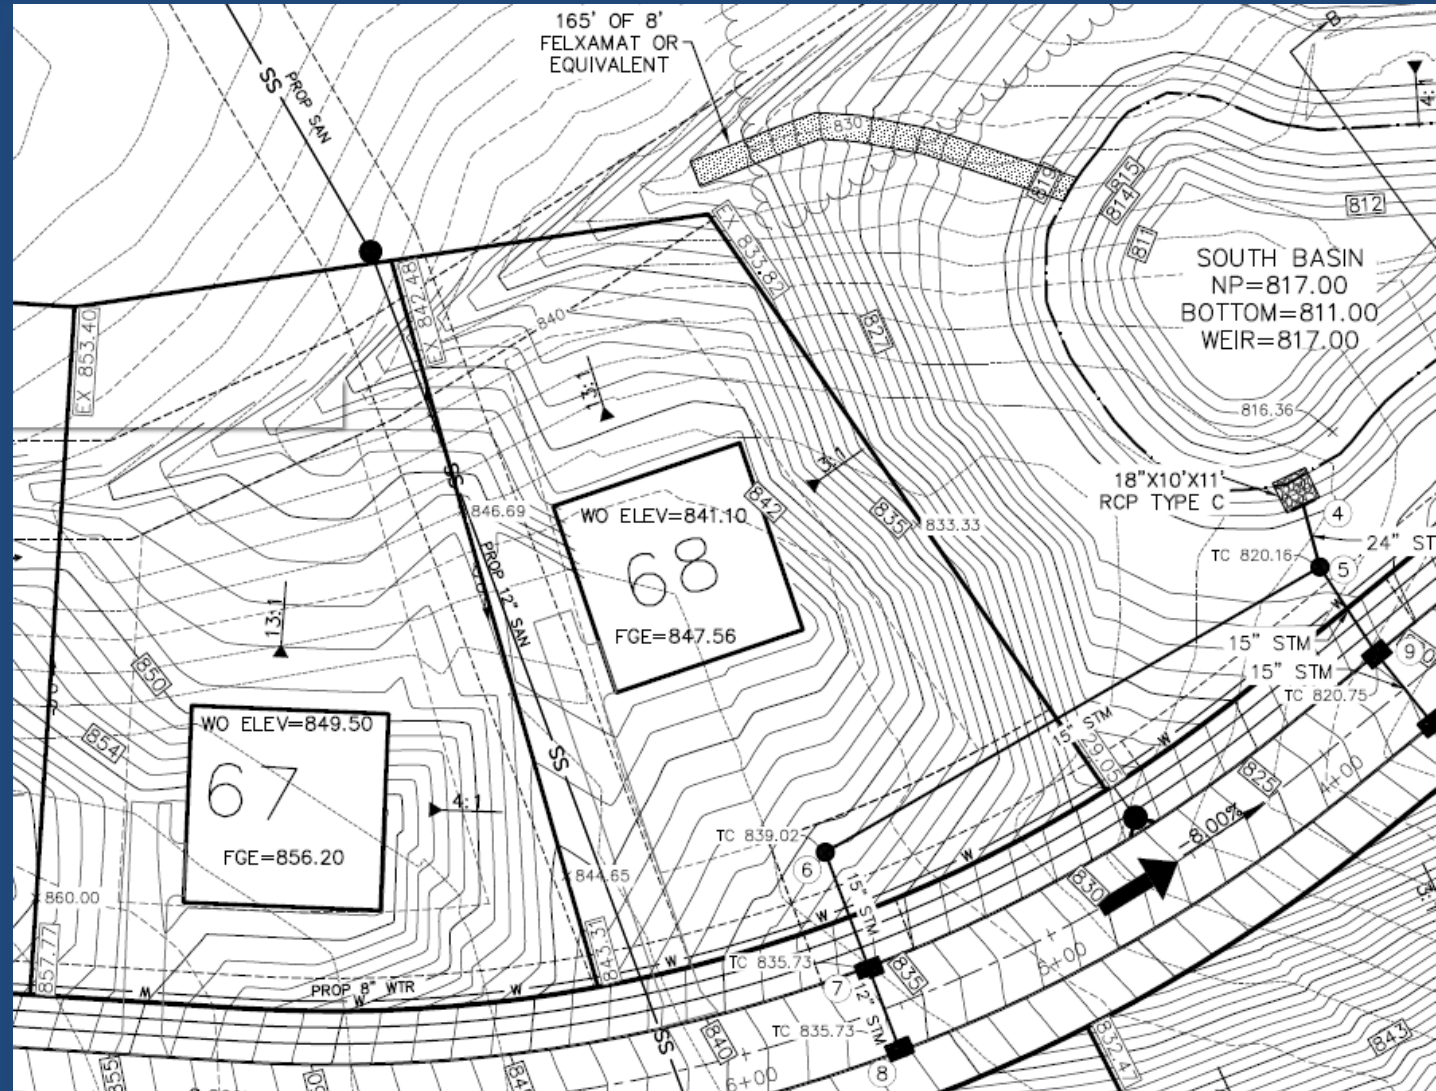 165' OF 8'
FELXAMAT OR
EQUIVALENT
PROP SAN
SS
B
4:1
830
819
815
814
811
812
SOUTH BASIN
NP=817.00
BOTTOM=811.00
WEIR=817.00
EX 833.82
EX 842.48
EX 853.40
840
827
13:1
3:1
816.36
18"X10'X11'
RCP TYPE C
4
24" ST
TC 820.16
5
SS
846.69
WO ELEV=841.10
842
835
833.33
68
FGE=847.56
PROP 12" SAN
13:1
W
15" STM
15" STM
9
TC 820.75
850
854
WO ELEV=849.50
67
FGE=856.20
4:1
SS
STM
W
825
4+00
-8.00%
TC 839.02
6
15" STM
W
830
844.65
860.00
857.77
W
W
835
TC 835.73
7
12" STM
5+00
PROP 8" WTR
W
W
W
TC 835.73
8
840
SS
6+00
832.47
843
855